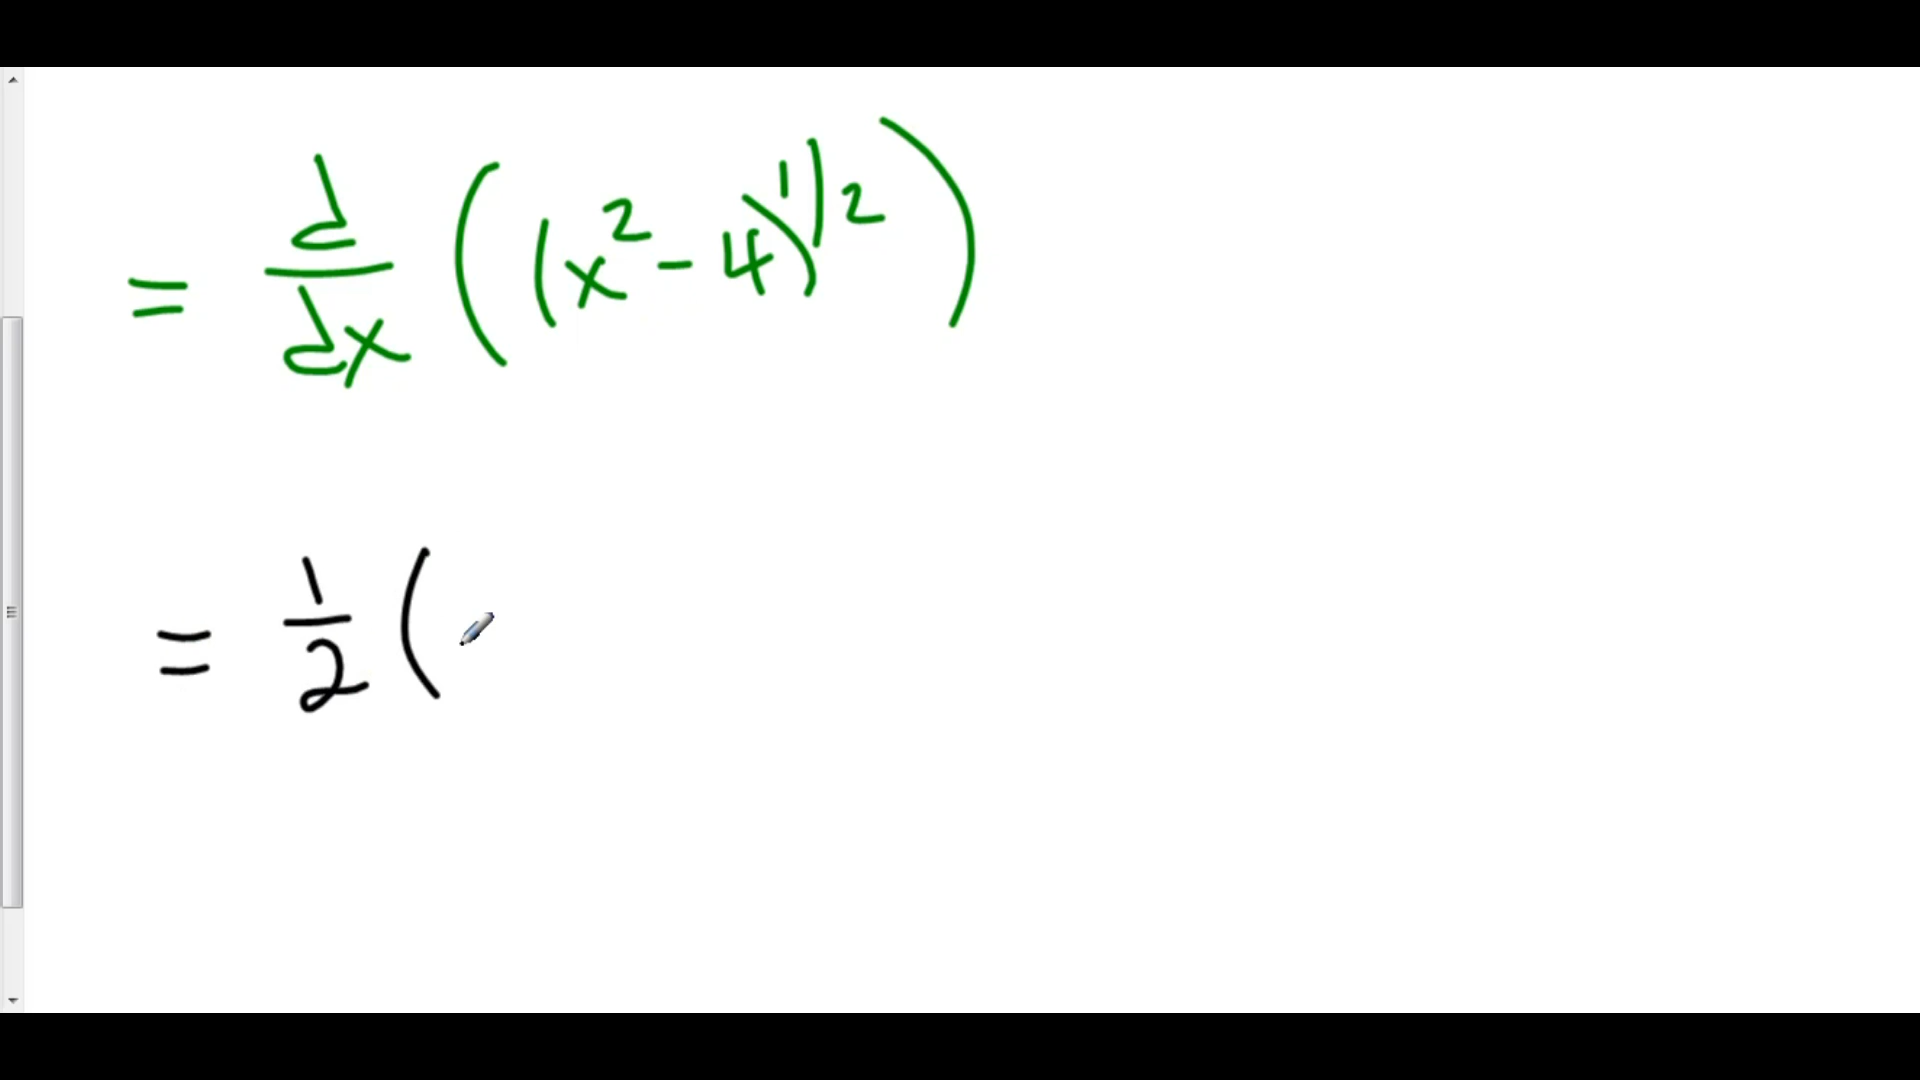 = d/dx ((x² - 4)^1/2)
= 1/2 (